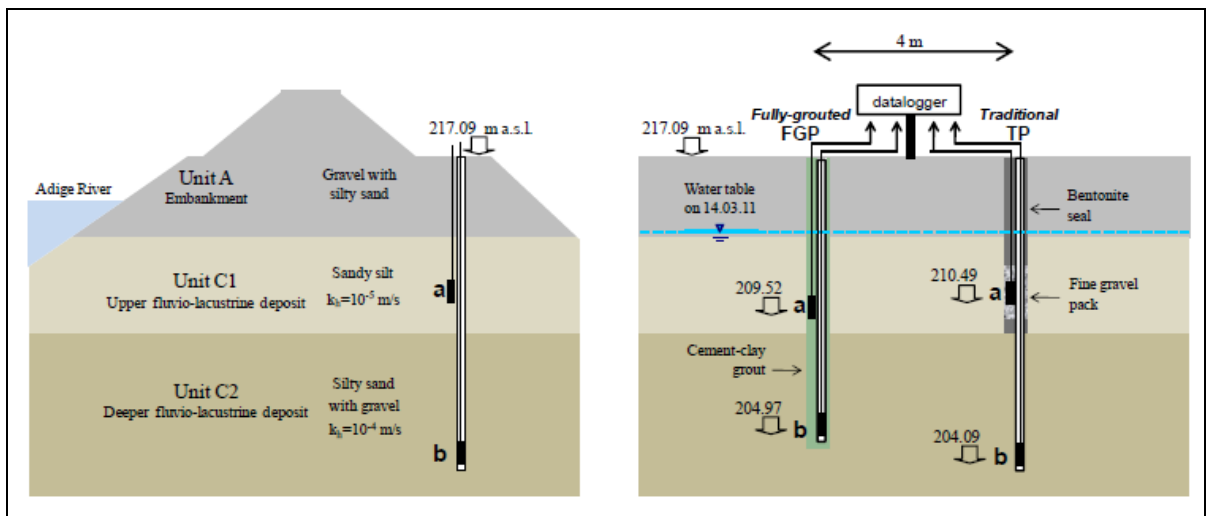 217.09 m a.s.l.
Adige River
Unit A
Embankment
Gravel with
silty sand
Unit C1
Upper fluvio-lacustrine deposit
Sandy silt
kh=10-5 m/s
a
Unit C2
Deeper fluvio-lacustrine deposit
Silty sand
with gravel
kh=10-4 m/s
b
4 m
datalogger
Fully-grouted
FGP
Traditional
TP
217.09 m a.s.l.
Water table
on 14.03.11
Bentonite
seal
209.52
a
210.49
a
Fine gravel
pack
Cement-clay
grout
204.97
b
204.09
b